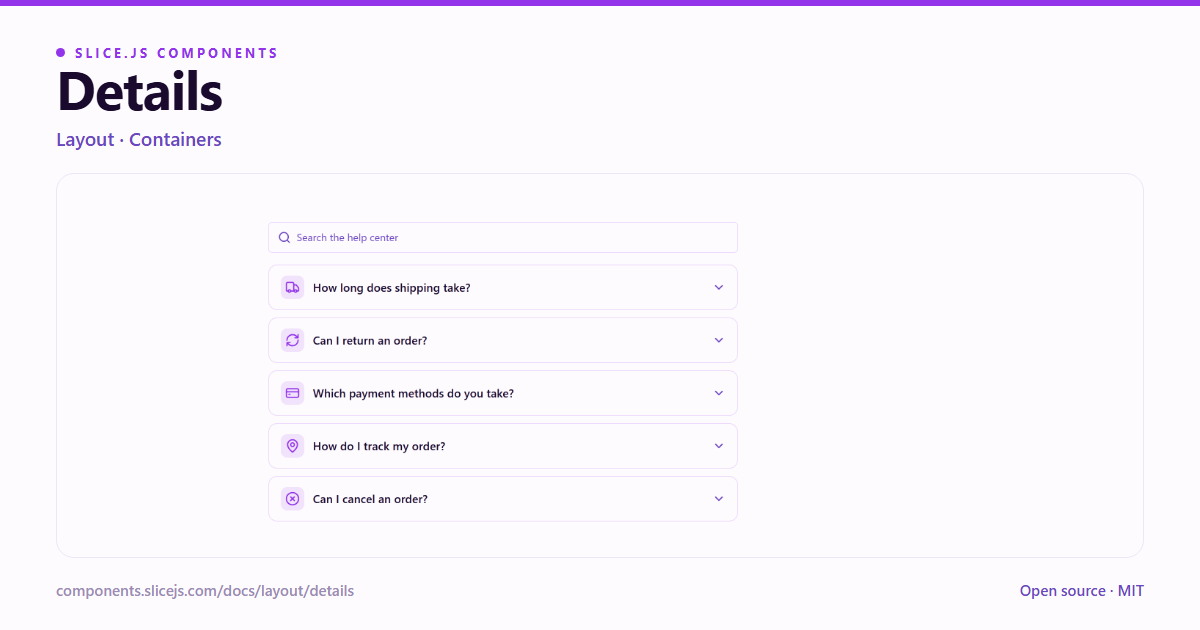 SLICE.JS COMPONENTS
Details
Layout · Containers
Search the help center
How long does shipping take?
Can I return an order?
Which payment methods do you take?
How do I track my order?
Can I cancel an order?
components.slicejs.com/docs/layout/details
Open source · MIT